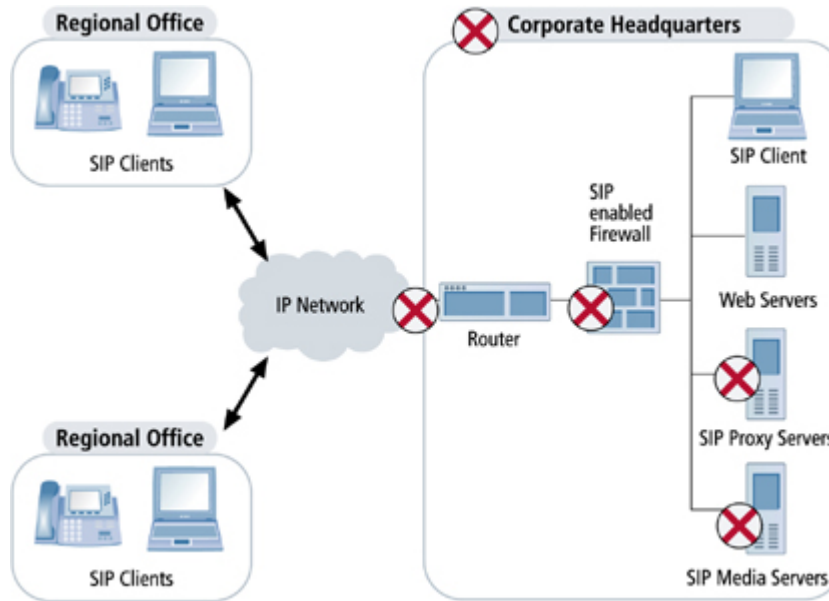 Regional Office
SIP Clients
Corporate Headquarters
SIP Client
SIP
enabled
Firewall
Web Servers
IP Network
Router
SIP Proxy Servers
Regional Office
SIP Clients
SIP Media Servers